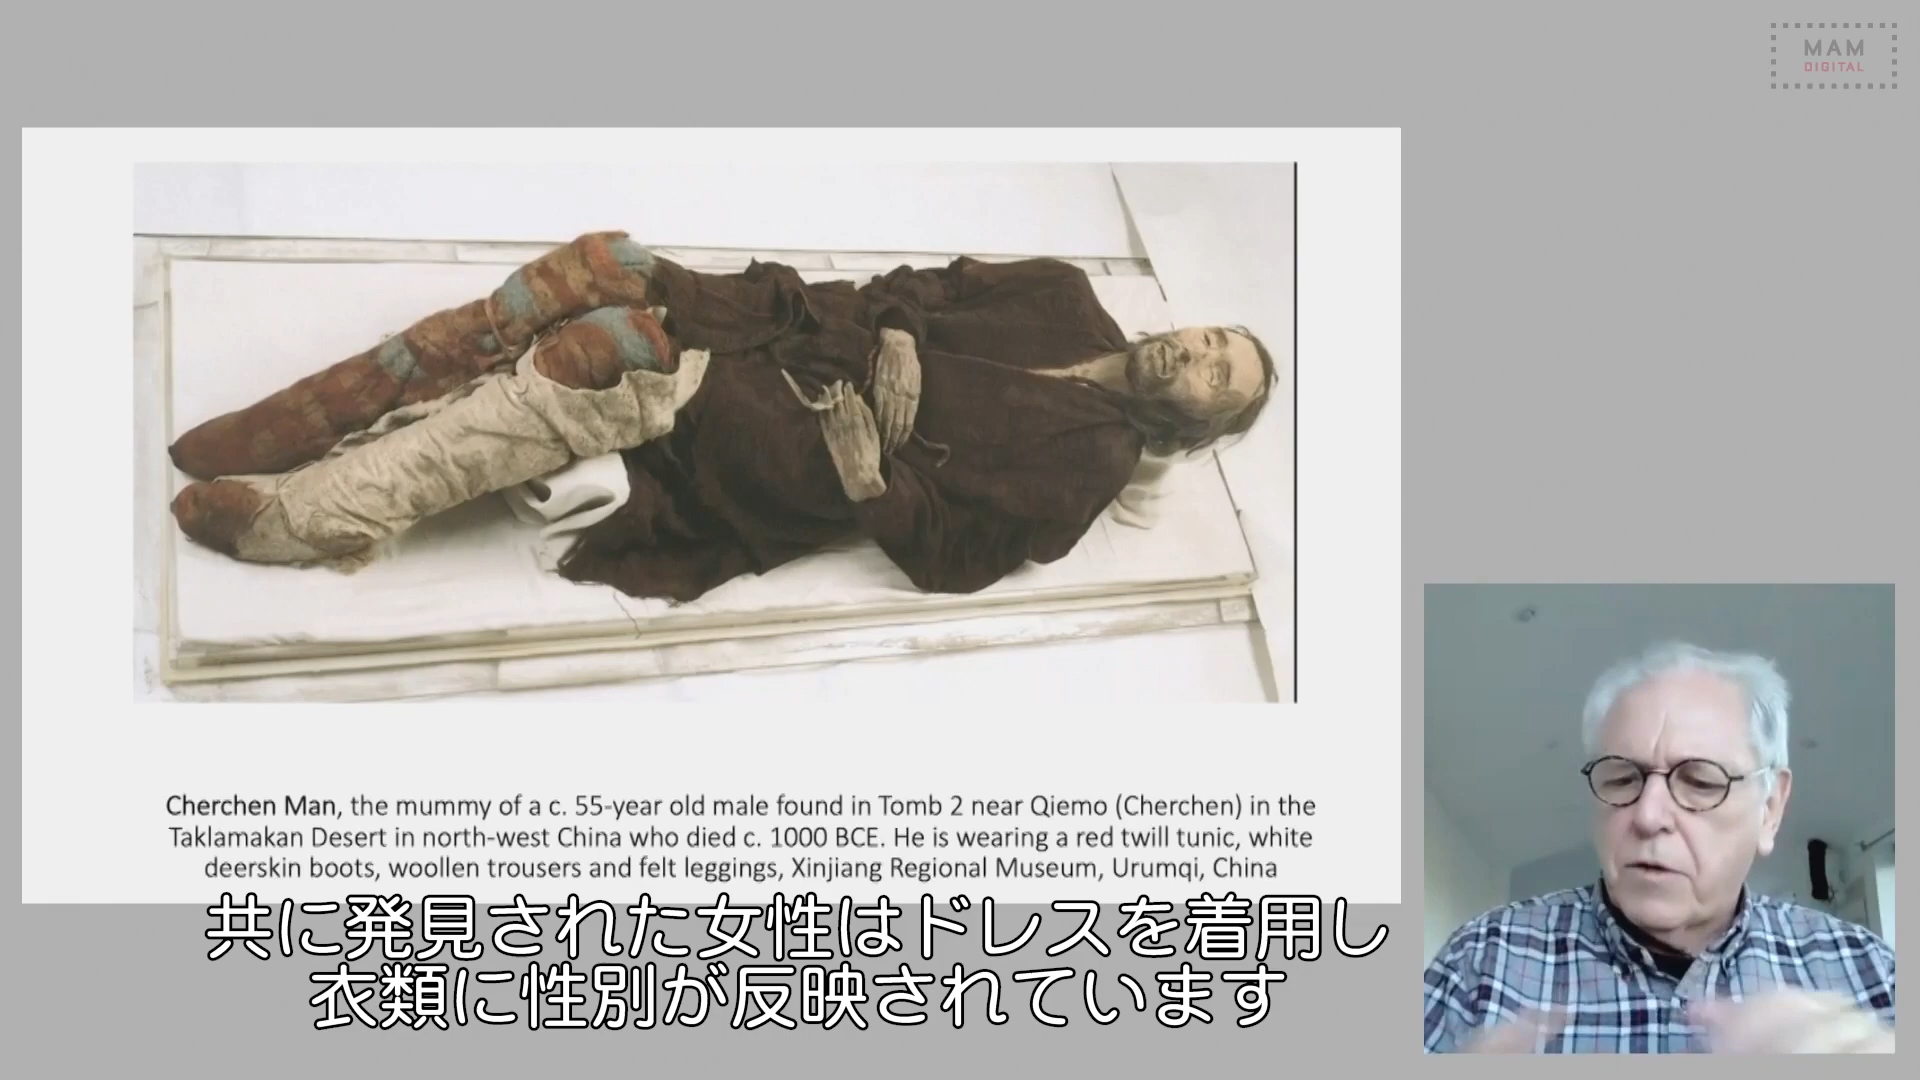 MAM
DIGITAL
Cherchen Man, the mummy of a c. 55-year old male found in Tomb 2 near Qiemo (Cherchen) in the
Taklamakan Desert in north-west China who died c. 1000 BCE. He is wearing a red twill tunic, white
deerskin boots, woollen trousers and felt leggings, Xinjiang Regional Museum, Urumqi, China
共に発見された女性はドレスを着用し
衣類に性別が反映されています